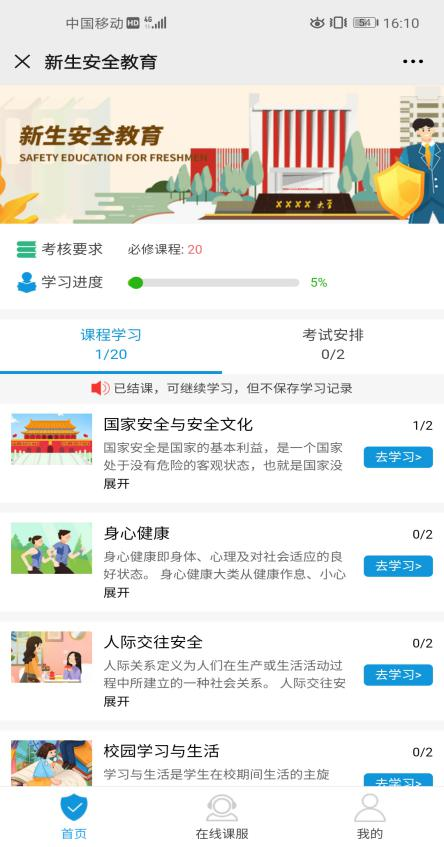 中国移动 HD 4G 54 16:10
新生安全教育
新生安全教育
SAFETY EDUCATION FOR FRESHMEN
XXXX 大学
考核要求 必修课程: 20
学习进度 5%
课程学习 考试安排
1/20 0/2
已结课，可继续学习，但不保存学习记录
国家安全与安全文化 1/2
国家安全是国家的基本利益，是一个国家
处于没有危险的客观状态，也就是国家没
去学习>
展开
身心健康 0/2
身心健康即身体、心理及对社会适应的良
好状态。 身心健康大类从健康作息、小心
去学习>
展开
人际交往安全 0/2
人际关系定义为人们在生产或生活活动过
程中所建立的一种社会关系。 人际交往安
去学习>
展开
校园学习与生活 0/2
学习与生活是学生在校期间生活的主旋
去学习>
首页 在线课服 我的